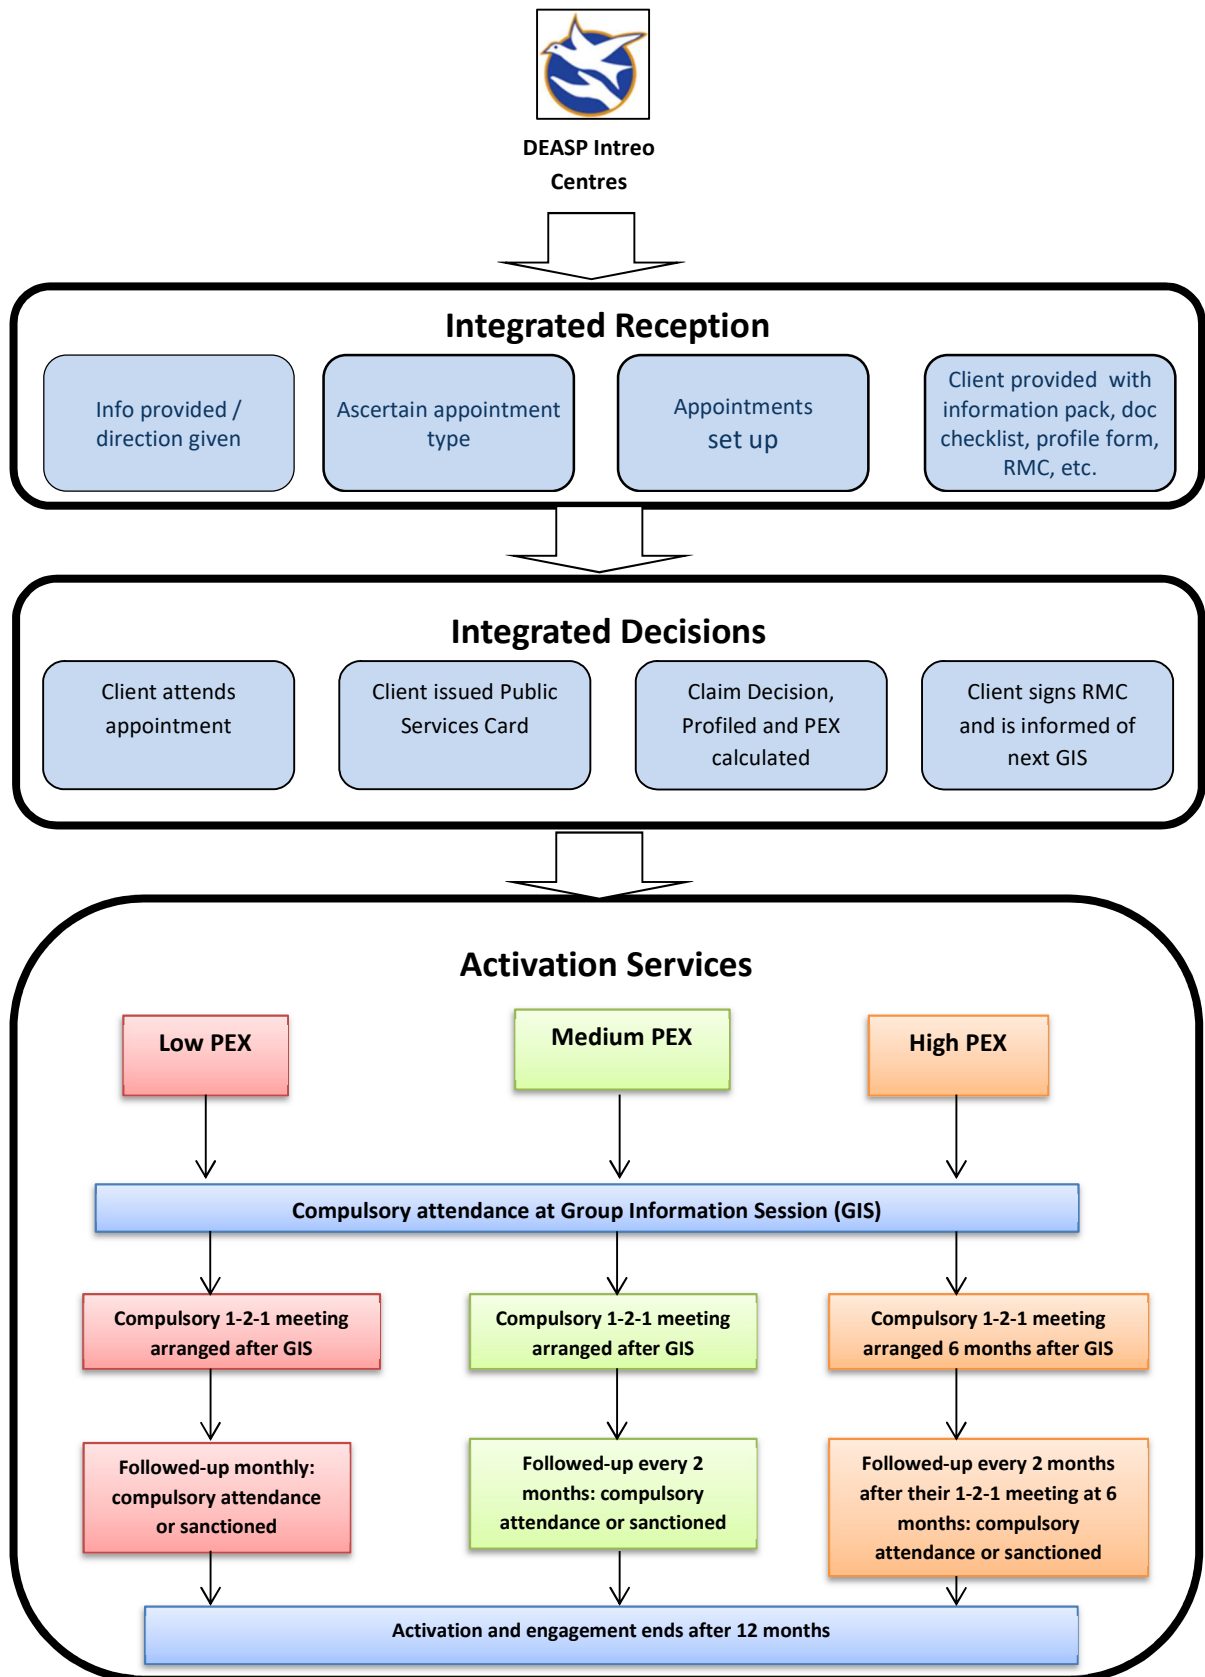 DEASP Intreo
Centres
Integrated Reception
Info provided /
direction given
Ascertain appointment
type
Appointments
set up
Client provided with
information pack, doc
checklist, profile form,
RMC, etc.
Integrated Decisions
Client attends
appointment
Client issued Public
Services Card
Claim Decision,
Profiled and PEX
calculated
Client signs RMC
and is informed of
next GIS
Activation Services
Low PEX
Medium PEX
High PEX
Compulsory attendance at Group Information Session (GIS)
Compulsory 1-2-1 meeting
arranged after GIS
Compulsory 1-2-1 meeting
arranged after GIS
Compulsory 1-2-1 meeting
arranged 6 months after GIS
Followed-up monthly:
compulsory attendance
or sanctioned
Followed-up every 2
months: compulsory
attendance or sanctioned
Followed-up every 2 months
after their 1-2-1 meeting at 6
months: compulsory
attendance or sanctioned
Activation and engagement ends after 12 months